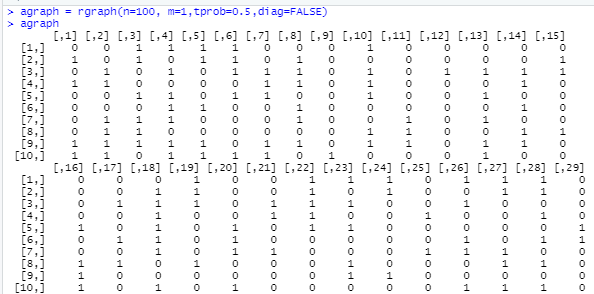 > agraph = rgraph(n=100, m=1,tprob=0.5,diag=FALSE)
> agraph
[,1] [,2] [,3] [,4] [,5] [,6] [,7] [,8] [,9] [,10] [,11] [,12] [,13] [,14] [,15]
[1,] 0 0 1 1 1 1 0 0 0 1 0 0 0 0 0
[2,] 1 0 1 0 1 0 1 0 0 0 0 0 0 0 1
[3,] 0 1 0 1 1 1 1 0 0 1 0 1 1 1 1
[4,] 1 1 0 0 0 0 1 1 0 1 0 0 0 1 0
[5,] 0 0 1 1 0 1 1 0 0 1 0 0 1 0 0
[6,] 0 0 0 1 1 0 0 1 0 0 0 0 0 1 0
[7,] 0 1 1 0 0 1 0 1 0 0 1 0 1 0 0
[8,] 0 1 1 0 0 0 0 0 0 1 1 0 0 1 1
[9,] 1 1 1 1 1 1 1 0 0 1 0 1 0 1 0
[10,] 1 1 0 1 1 1 1 0 1 0 0 0 1 0 0
[,16] [,17] [,18] [,19] [,20] [,21] [,22] [,23] [,24] [,25] [,26] [,27] [,28] [,29]
[1,] 0 0 0 1 0 0 1 1 1 0 1 1 1 0
[2,] 0 0 1 1 0 0 1 0 1 0 0 1 1 0
[3,] 0 1 1 1 0 1 1 1 0 0 1 0 0 0
[4,] 0 0 1 0 0 1 1 0 0 1 0 0 1 0
[5,] 1 0 1 0 1 0 1 0 0 0 0 0 0 1
[6,] 0 1 1 0 1 0 0 0 0 0 1 0 1 1
[7,] 0 0 1 0 0 1 0 0 0 1 1 1 0 0
[8,] 1 1 0 1 0 0 0 1 0 0 0 1 1 0
[9,] 1 0 0 0 0 0 0 1 1 0 0 0 0 0
[10,] 1 0 1 1 0 1 0 0 0 0 1 0 1 0